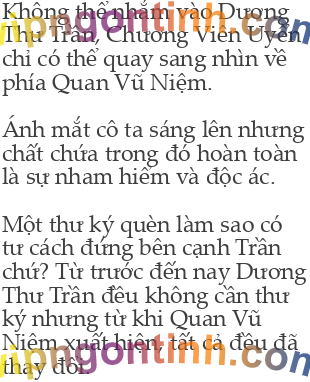 Không thể nhắm vào Dương
Thư Trần, Chương Viên Uyển
chỉ có thể quay sang nhìn về
phía Quan Vũ Niệm.
Ánh mắt cô ta sáng lên nhưng
chất chứa trong đó hoàn toàn
là sự nham hiểm và độc ác.
Một thư ký quèn làm sao có
tư cách đứng bên cạnh Trần
chứ? Từ trước đến nay Dương
Thư Trần đều không cần thư
ký nhưng từ khi Quan Vũ
Niệm xuất hiện, tất cả đều đã
thay đổi.